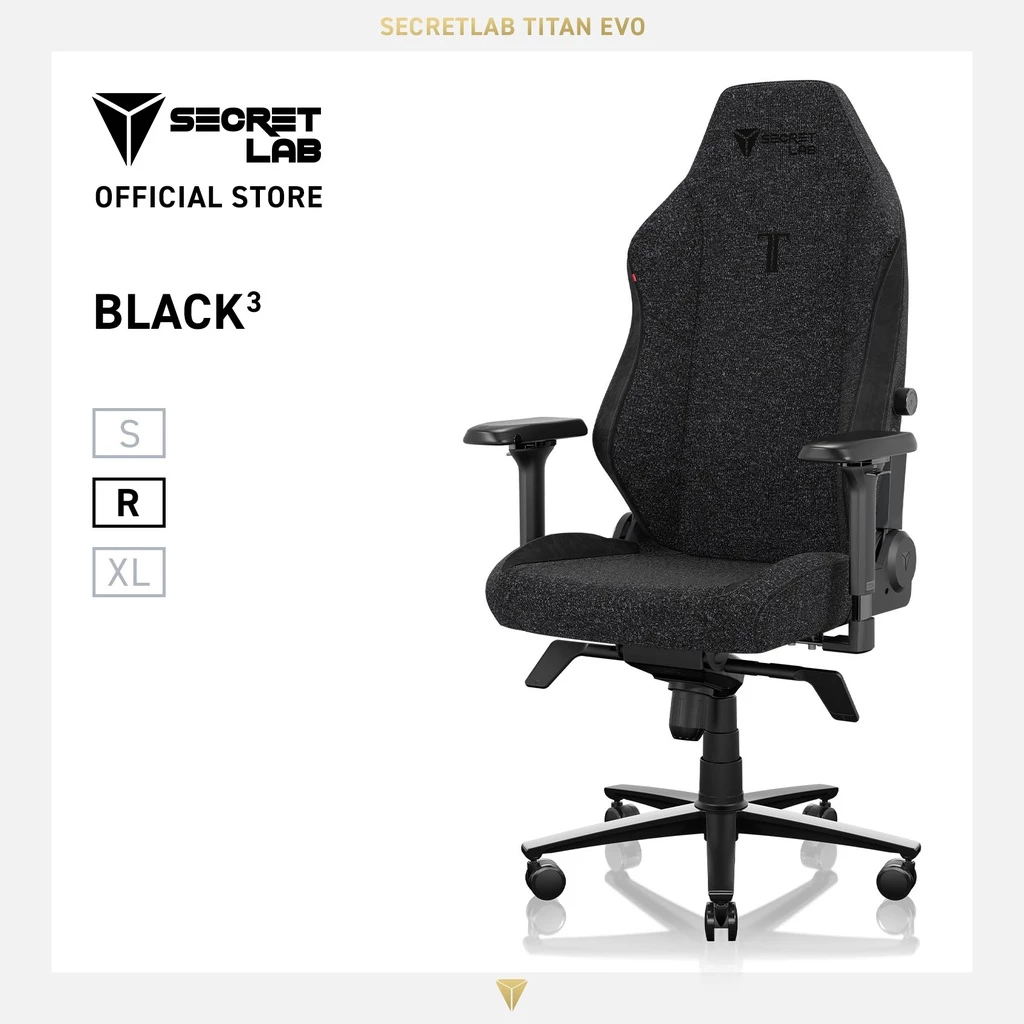 SECRETLAB TITAN EVO
SECRET
LAB
OFFICIAL STORE
BLACK³
S
R
XL
SECRET
LAB
T